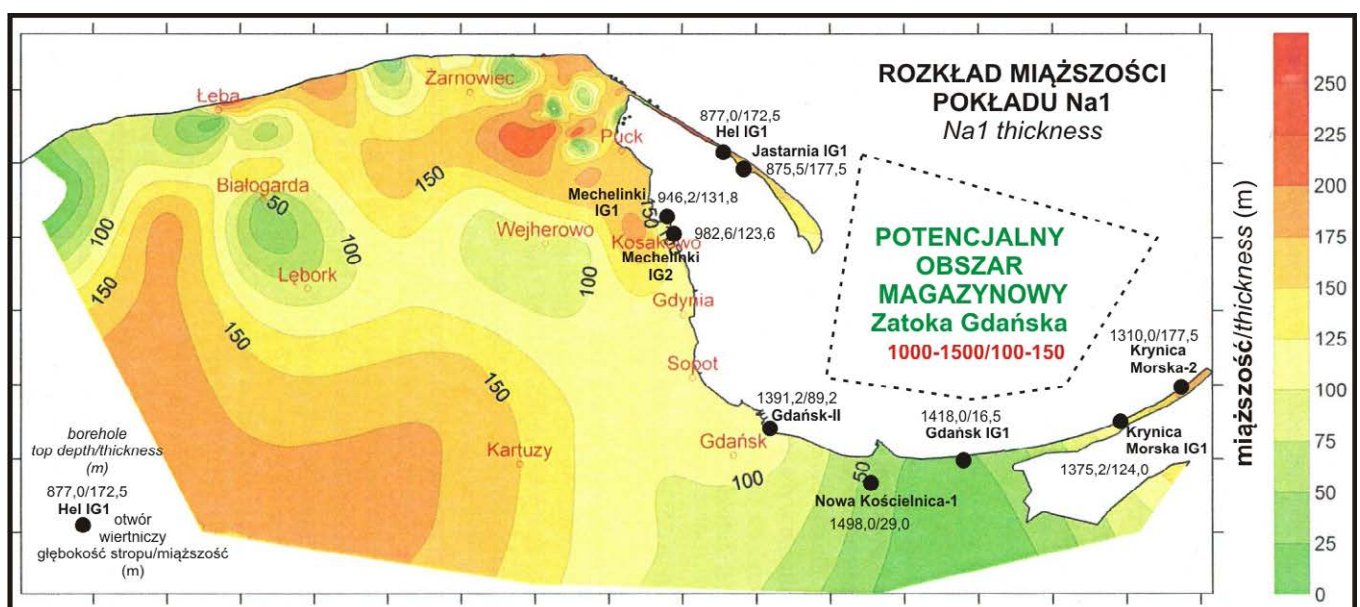 ROZKŁAD MIĄŻSZOŚCI
POKŁADU Na1
Na1 thickness
Łeba
Żarnowiec
Puck
877,0/172,5
Hel IG1
Jastarnia IG1
875,5/177,5
Białogarda
50
150
100
100
Mechelinki
IG1
946,2/131,8
150
982,6/123,6
Kosakowo
Mechelinki
IG2
Wejherowo
100
Lębork
150
150
Gdynia
POTENCJALNY
OBSZAR
MAGAZYNOWY
Zatoka Gdańska
1000-1500/100-150
1310,0/177,5
Krynica
Morska-2
Sopot
150
1391,2/89,2
Gdańsk-II
1418,0/16,5
Gdańsk IG1
Krynica
Morska IG1
1375,2/124,0
Kartuzy
Gdańsk
100
50
Nowa Kościelnica-1
1498,0/29,0
borehole
top depth/thickness
(m)
877,0/172,5
Hel IG1
otwór
wiertniczy
głębokość stropu/miąższość
(m)
miąższość/thickness (m)
250
225
200
175
150
125
100
75
50
25
0